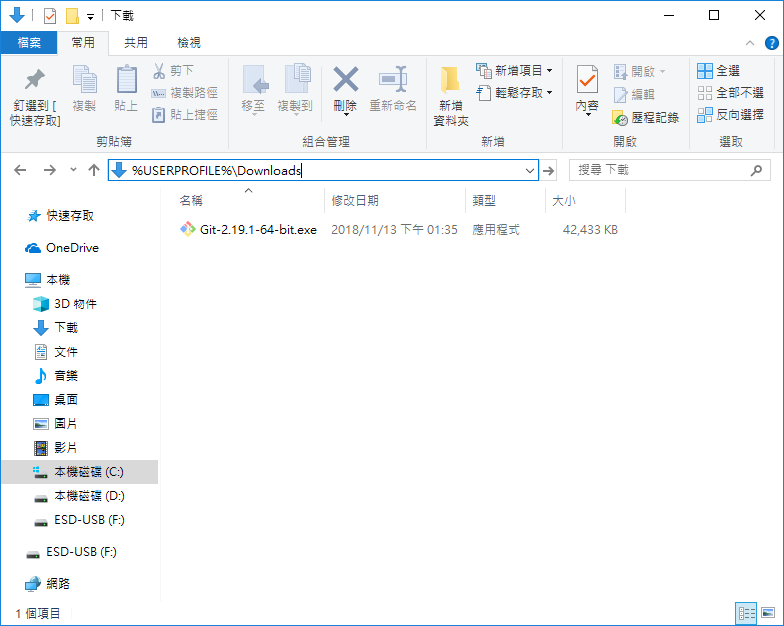 下載
檔案
常用
共用
檢視
釘選到 [
快速存取]
複製
貼上
剪下
複製路徑
貼上捷徑
剪貼簿
移至
複製到
刪除
重新命名
組合管理
新增
資料夾
新增項目
輕鬆存取
新增
內容
開啟
編輯
歷程記錄
開啟
全選
全部不選
反向選擇
選取
%USERPROFILE%\Downloads
搜尋 下載
名稱
修改日期
類型
大小
Git-2.19.1-64-bit.exe
2018/11/13 下午 01:35
應用程式
42,433 KB
快速存取
OneDrive
本機
3D 物件
下載
文件
音樂
桌面
圖片
影片
本機磁碟 (C:)
本機磁碟 (D:)
ESD-USB (F:)
ESD-USB (F:)
網路
1 個項目